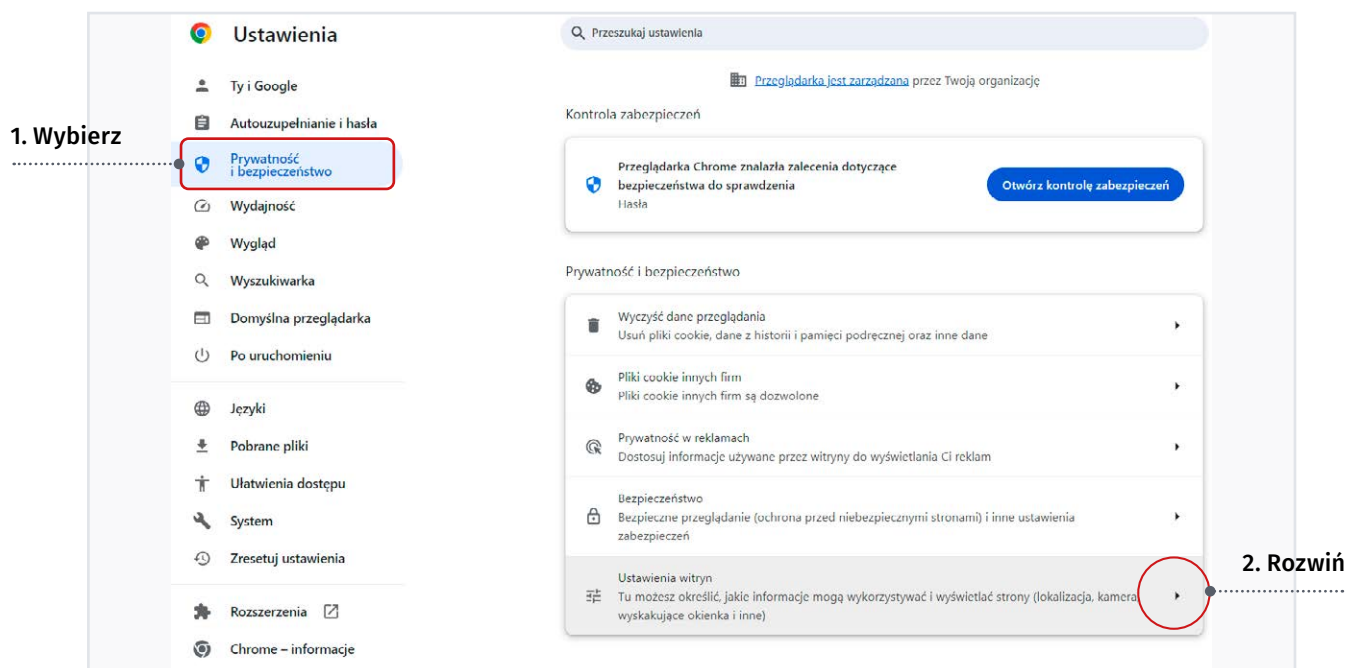 Ustawienia
Przeszukaj ustawienia
Ty i Google
Autouzupełnianie i hasła
1. Wybierz
Prywatność
i bezpieczeństwo
Wydajność
Wygląd
Wyszukiwarka
Domyślna przeglądarka
Po uruchomieniu
Języki
Pobrane pliki
Ułatwienia dostępu
System
Zresetuj ustawienia
Rozszerzenia
Chrome – informacje
Przeglądarka jest zarządzana przez Twoją organizację
Kontrola zabezpieczeń
Przeglądarka Chrome znalazła zalecenia dotyczące
bezpieczeństwa do sprawdzenia
Hasła
Otwórz kontrolę zabezpieczeń
Prywatność i bezpieczeństwo
Wyczyść dane przeglądania
Usuń pliki cookie, dane z historii i pamięci podręcznej oraz inne dane
Pliki cookie innych firm
Pliki cookie innych firm są dozwolone
Prywatność w reklamach
Dostosuj informacje używane przez witryny do wyświetlania Ci reklam
Bezpieczeństwo
Bezpieczne przeglądanie (ochrona przed niebezpiecznymi stronami) i inne ustawienia
zabezpieczeń
Ustawienia witryn
Tu możesz określić, jakie informacje mogą wykorzystywać i wyświetlać strony (lokalizacja, kamera
wyskakujące okienka i inne)
2. Rozwiń